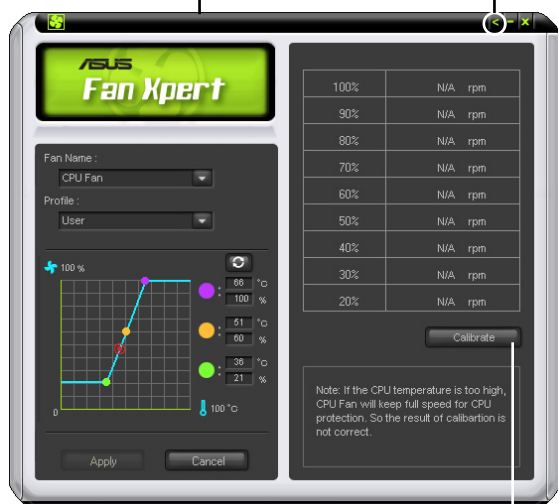 < - x
ASUS
Fan Xpert
Fan Name :
CPU Fan
Profile :
User
100 %
66 °C
100 %
51 °C
60 %
36 °C
21 %
0
100 °C
Apply
Cancel
100% N/A rpm
90% N/A rpm
80% N/A rpm
70% N/A rpm
60% N/A rpm
50% N/A rpm
40% N/A rpm
30% N/A rpm
20% N/A rpm
Calibrate
Note: If the CPU temperature is too high,
CPU Fan will keep full speed for CPU
protection. So the result of calibartion is
not correct.